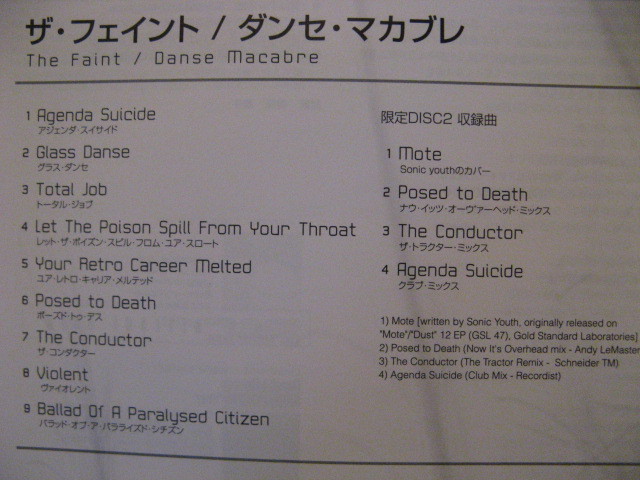 ザ・フェイント / ダンセ・マカブレ
The Faint / Danse Macabre
1 Agenda Suicide
アジェンダ・スイサイド
2 Glass Danse
グラス・ダンセ
3 Total Job
トータル・ジョブ
4 Let The Poison Spill From Your Throat
レット・ザ・ポイズン・スピル・フロム・ユア・スロート
5 Your Retro Career Melted
ユア・レトロ・キャリア・メルテッド
6 Posed to Death
ポーズド・トゥ・デス
7 The Conductor
ザ・コンダクター
8 Violent
ヴァイオレント
9 Ballad Of A Paralysed Citizen
バラッド・オブ・ア・パラライズド・シチズン
限定DISC2 収録曲
1 Mote
Sonic youthのカバー
2 Posed to Death
ナウ・イッツ・オーヴァーヘッド・ミックス
3 The Conductor
ザ・トラクター・ミックス
4 Agenda Suicide
クラブ・ミックス
1) Mote [written by Sonic Youth, originally released on
"Mote"/"Dust" 12 EP (GSL 47), Gold Standard Laboratories]
2) Posed to Death (Now It's Overhead mix - Andy LeMaster
3) The Conductor (The Tractor Remix - Schneider TM)
4) Agenda Suicide (Club Mix - Recordist)